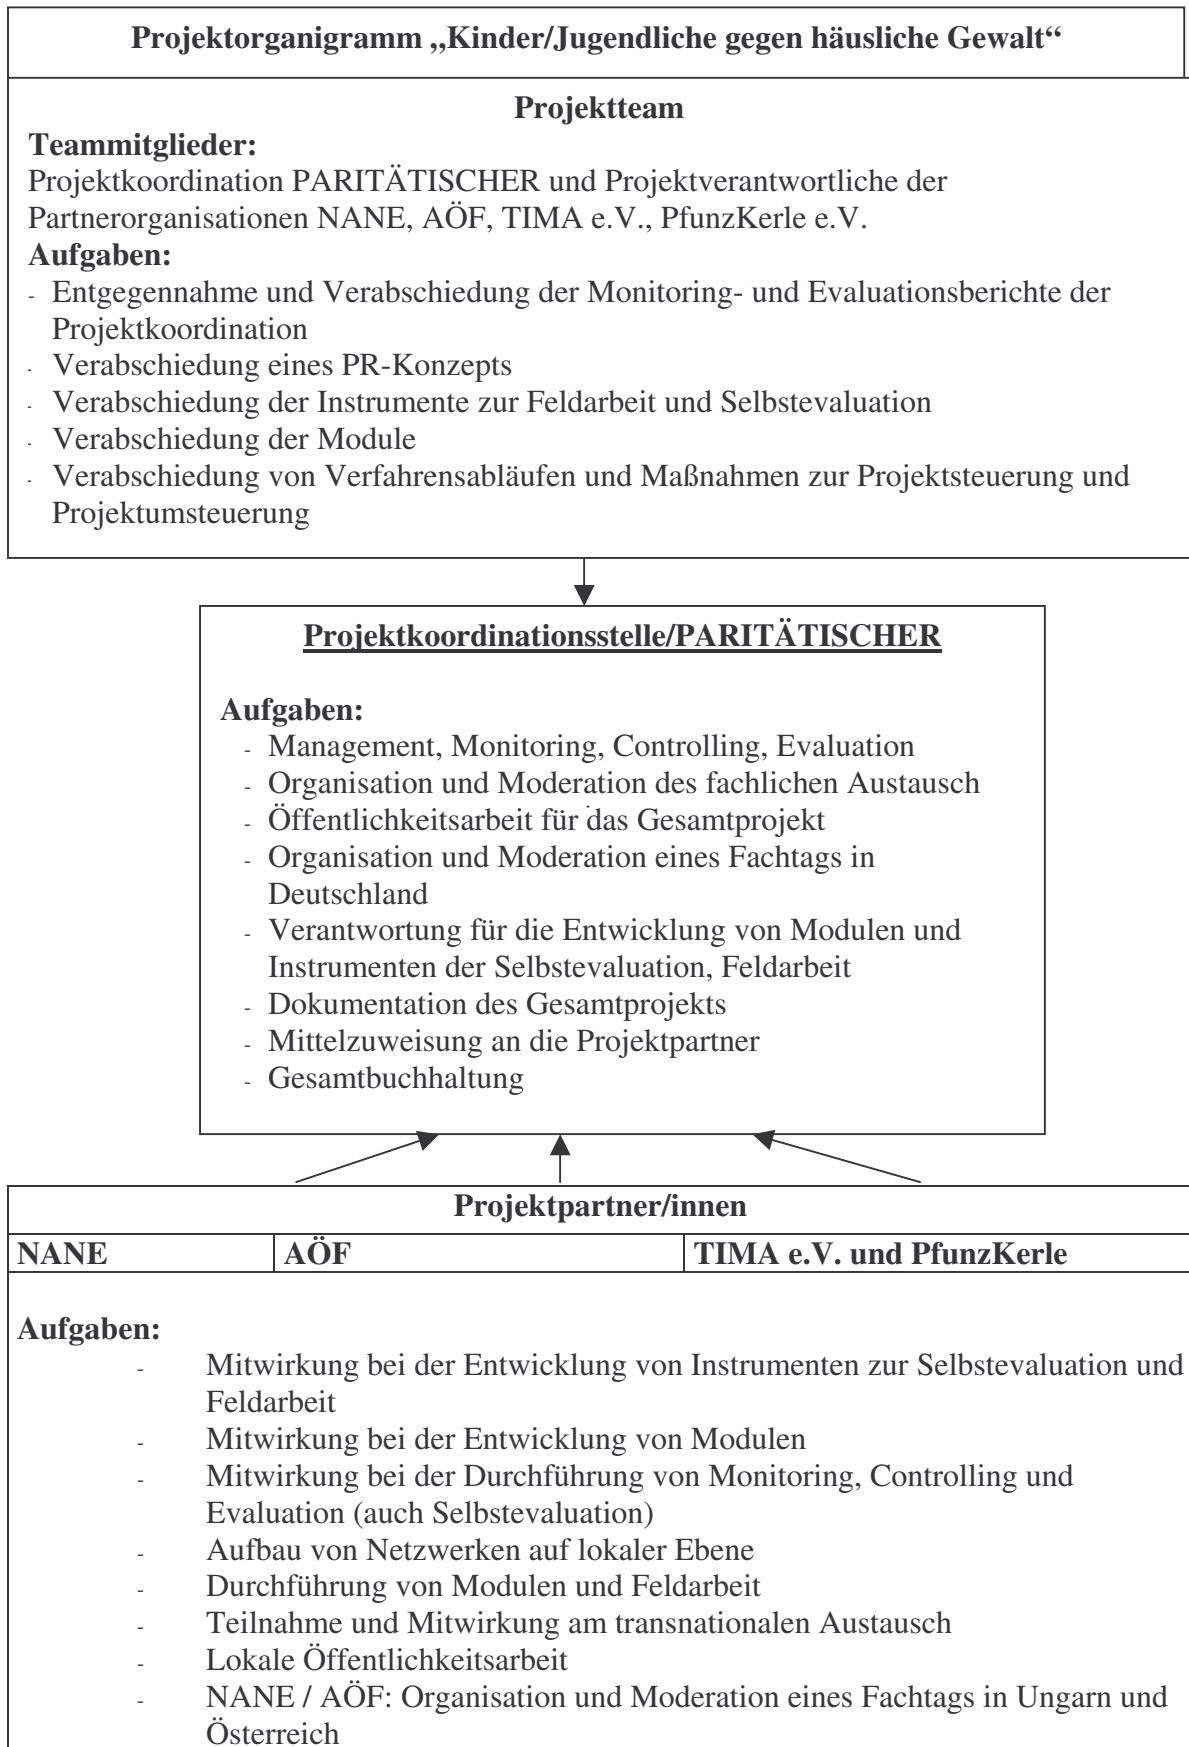 Projektorganigramm „Kinder/Jugendliche gegen häusliche Gewalt“
Projektteam
Teammitglieder:
Projektkoordination PARITÄTISCHER und Projektverantwortliche der
Partnerorganisationen NANE, AÖF, TIMA e.V., PfunzKerle e.V.
Aufgaben:
- Entgegennahme und Verabschiedung der Monitoring- und Evaluationsberichte der
Projektkoordination
- Verabschiedung eines PR-Konzepts
- Verabschiedung der Instrumente zur Feldarbeit und Selbstevaluation
- Verabschiedung der Module
- Verabschiedung von Verfahrensabläufen und Maßnahmen zur Projektsteuerung und
Projektumsteuerung
Projektkoordinationsstelle/PARITÄTISCHER
Aufgaben:
- Management, Monitoring, Controlling, Evaluation
- Organisation und Moderation des fachlichen Austausch
- Öffentlichkeitsarbeit für das Gesamtprojekt
- Organisation und Moderation eines Fachtags in
Deutschland
- Verantwortung für die Entwicklung von Modulen und
Instrumenten der Selbstevaluation, Feldarbeit
- Dokumentation des Gesamtprojekts
- Mittelzuweisung an die Projektpartner
- Gesamtbuchhaltung
Projektpartner/innen
NANE AÖF TIMA e.V. und PfunzKerle
Aufgaben:
- Mitwirkung bei der Entwicklung von Instrumenten zur Selbstevaluation und
Feldarbeit
- Mitwirkung bei der Entwicklung von Modulen
- Mitwirkung bei der Durchführung von Monitoring, Controlling und
Evaluation (auch Selbstevaluation)
- Aufbau von Netzwerken auf lokaler Ebene
- Durchführung von Modulen und Feldarbeit
- Teilnahme und Mitwirkung am transnationalen Austausch
- Lokale Öffentlichkeitsarbeit
- NANE / AÖF: Organisation und Moderation eines Fachtags in Ungarn und
Österreich